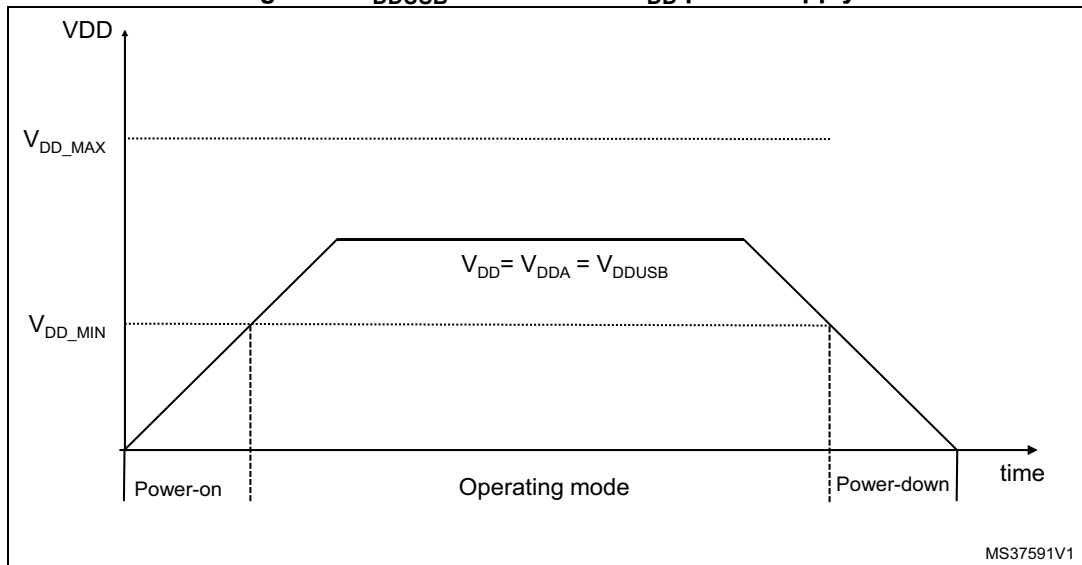 VDD
V_DD_MAX
V_DD= V_DDA = V_DDUSB
V_DD_MIN
time
Power-on
Operating mode
Power-down
MS37591V1